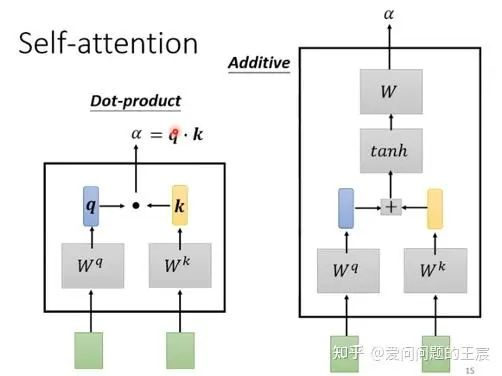 Self-attention
Dot-product
α = q · k
q
k
W^q
W^k
Additive
α
W
tanh
+
W^q
W^k
知乎 @爱问问题的王宸
15